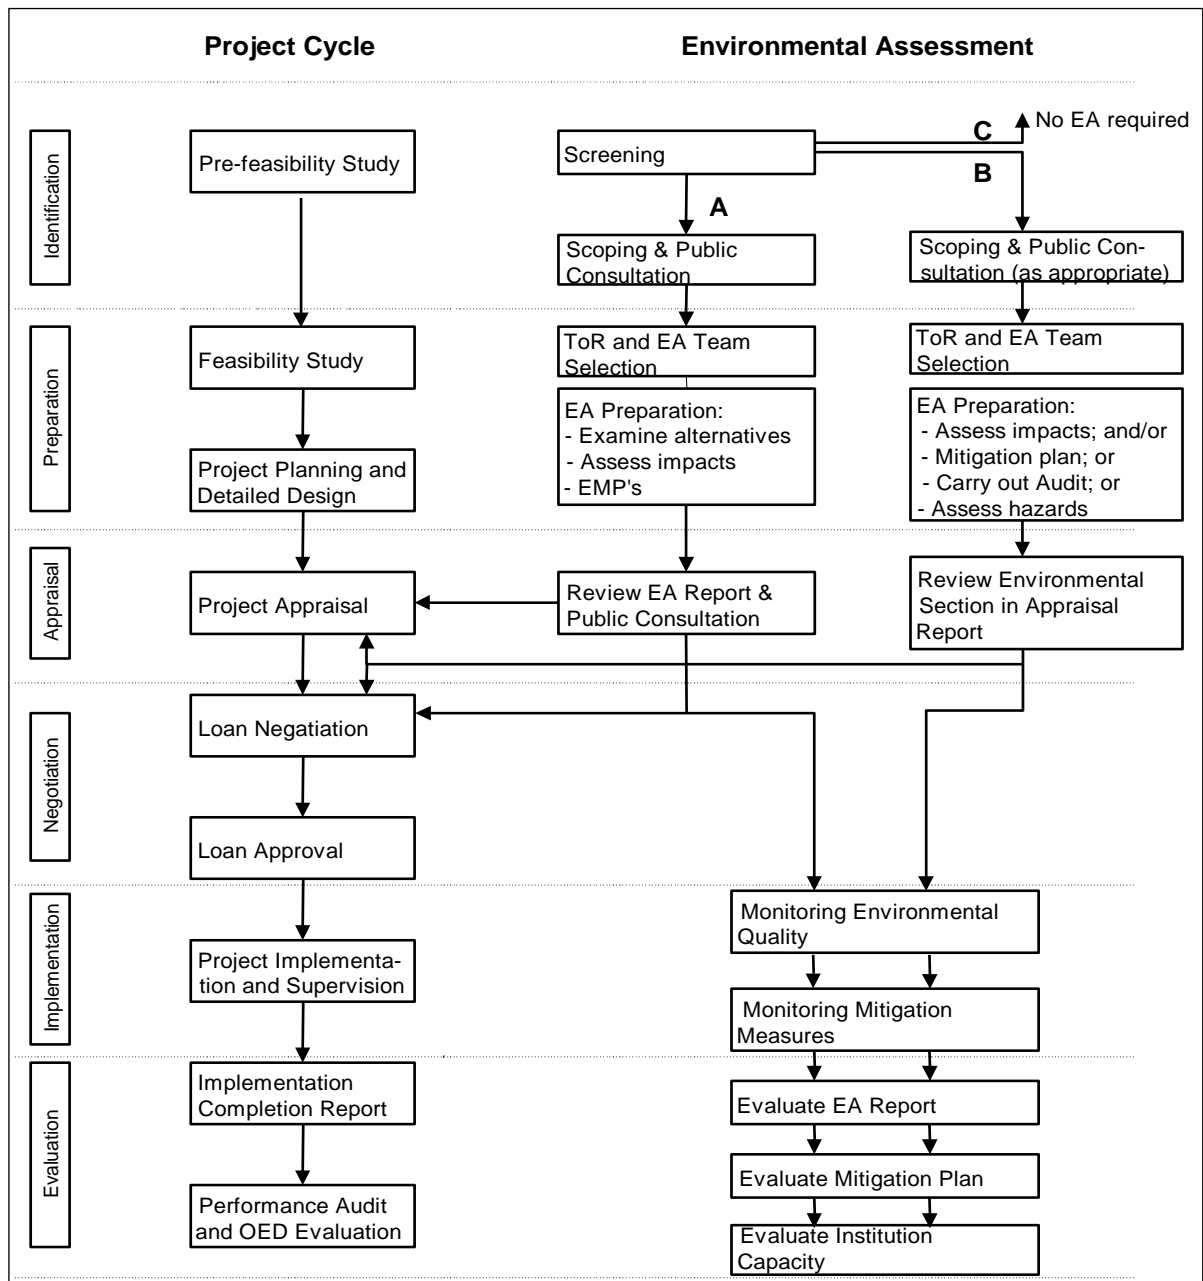 Project Cycle
Environmental Assessment
Identification
Pre-feasibility Study
Screening
C
No EA required
B
A
Scoping & Public
Consultation
Scoping & Public Con-
sultation (as appropriate)
Preparation
Feasibility Study
ToR and EA Team
Selection
ToR and EA Team
Selection
Project Planning and
Detailed Design
EA Preparation:
- Examine alternatives
- Assess impacts
- EMP's
EA Preparation:
- Assess impacts; and/or
- Mitigation plan; or
- Carry out Audit; or
- Assess hazards
Appraisal
Project Appraisal
Review EA Report &
Public Consultation
Review Environmental
Section in Appraisal
Report
Negotiation
Loan Negatiation
Loan Approval
Implementation
Project Implementa-
tion and Supervision
Monitoring Environmental
Quality
Monitoring Mitigation
Measures
Evaluation
Implementation
Completion Report
Evaluate EA Report
Performance Audit
and OED Evaluation
Evaluate Mitigation Plan
Evaluate Institution
Capacity